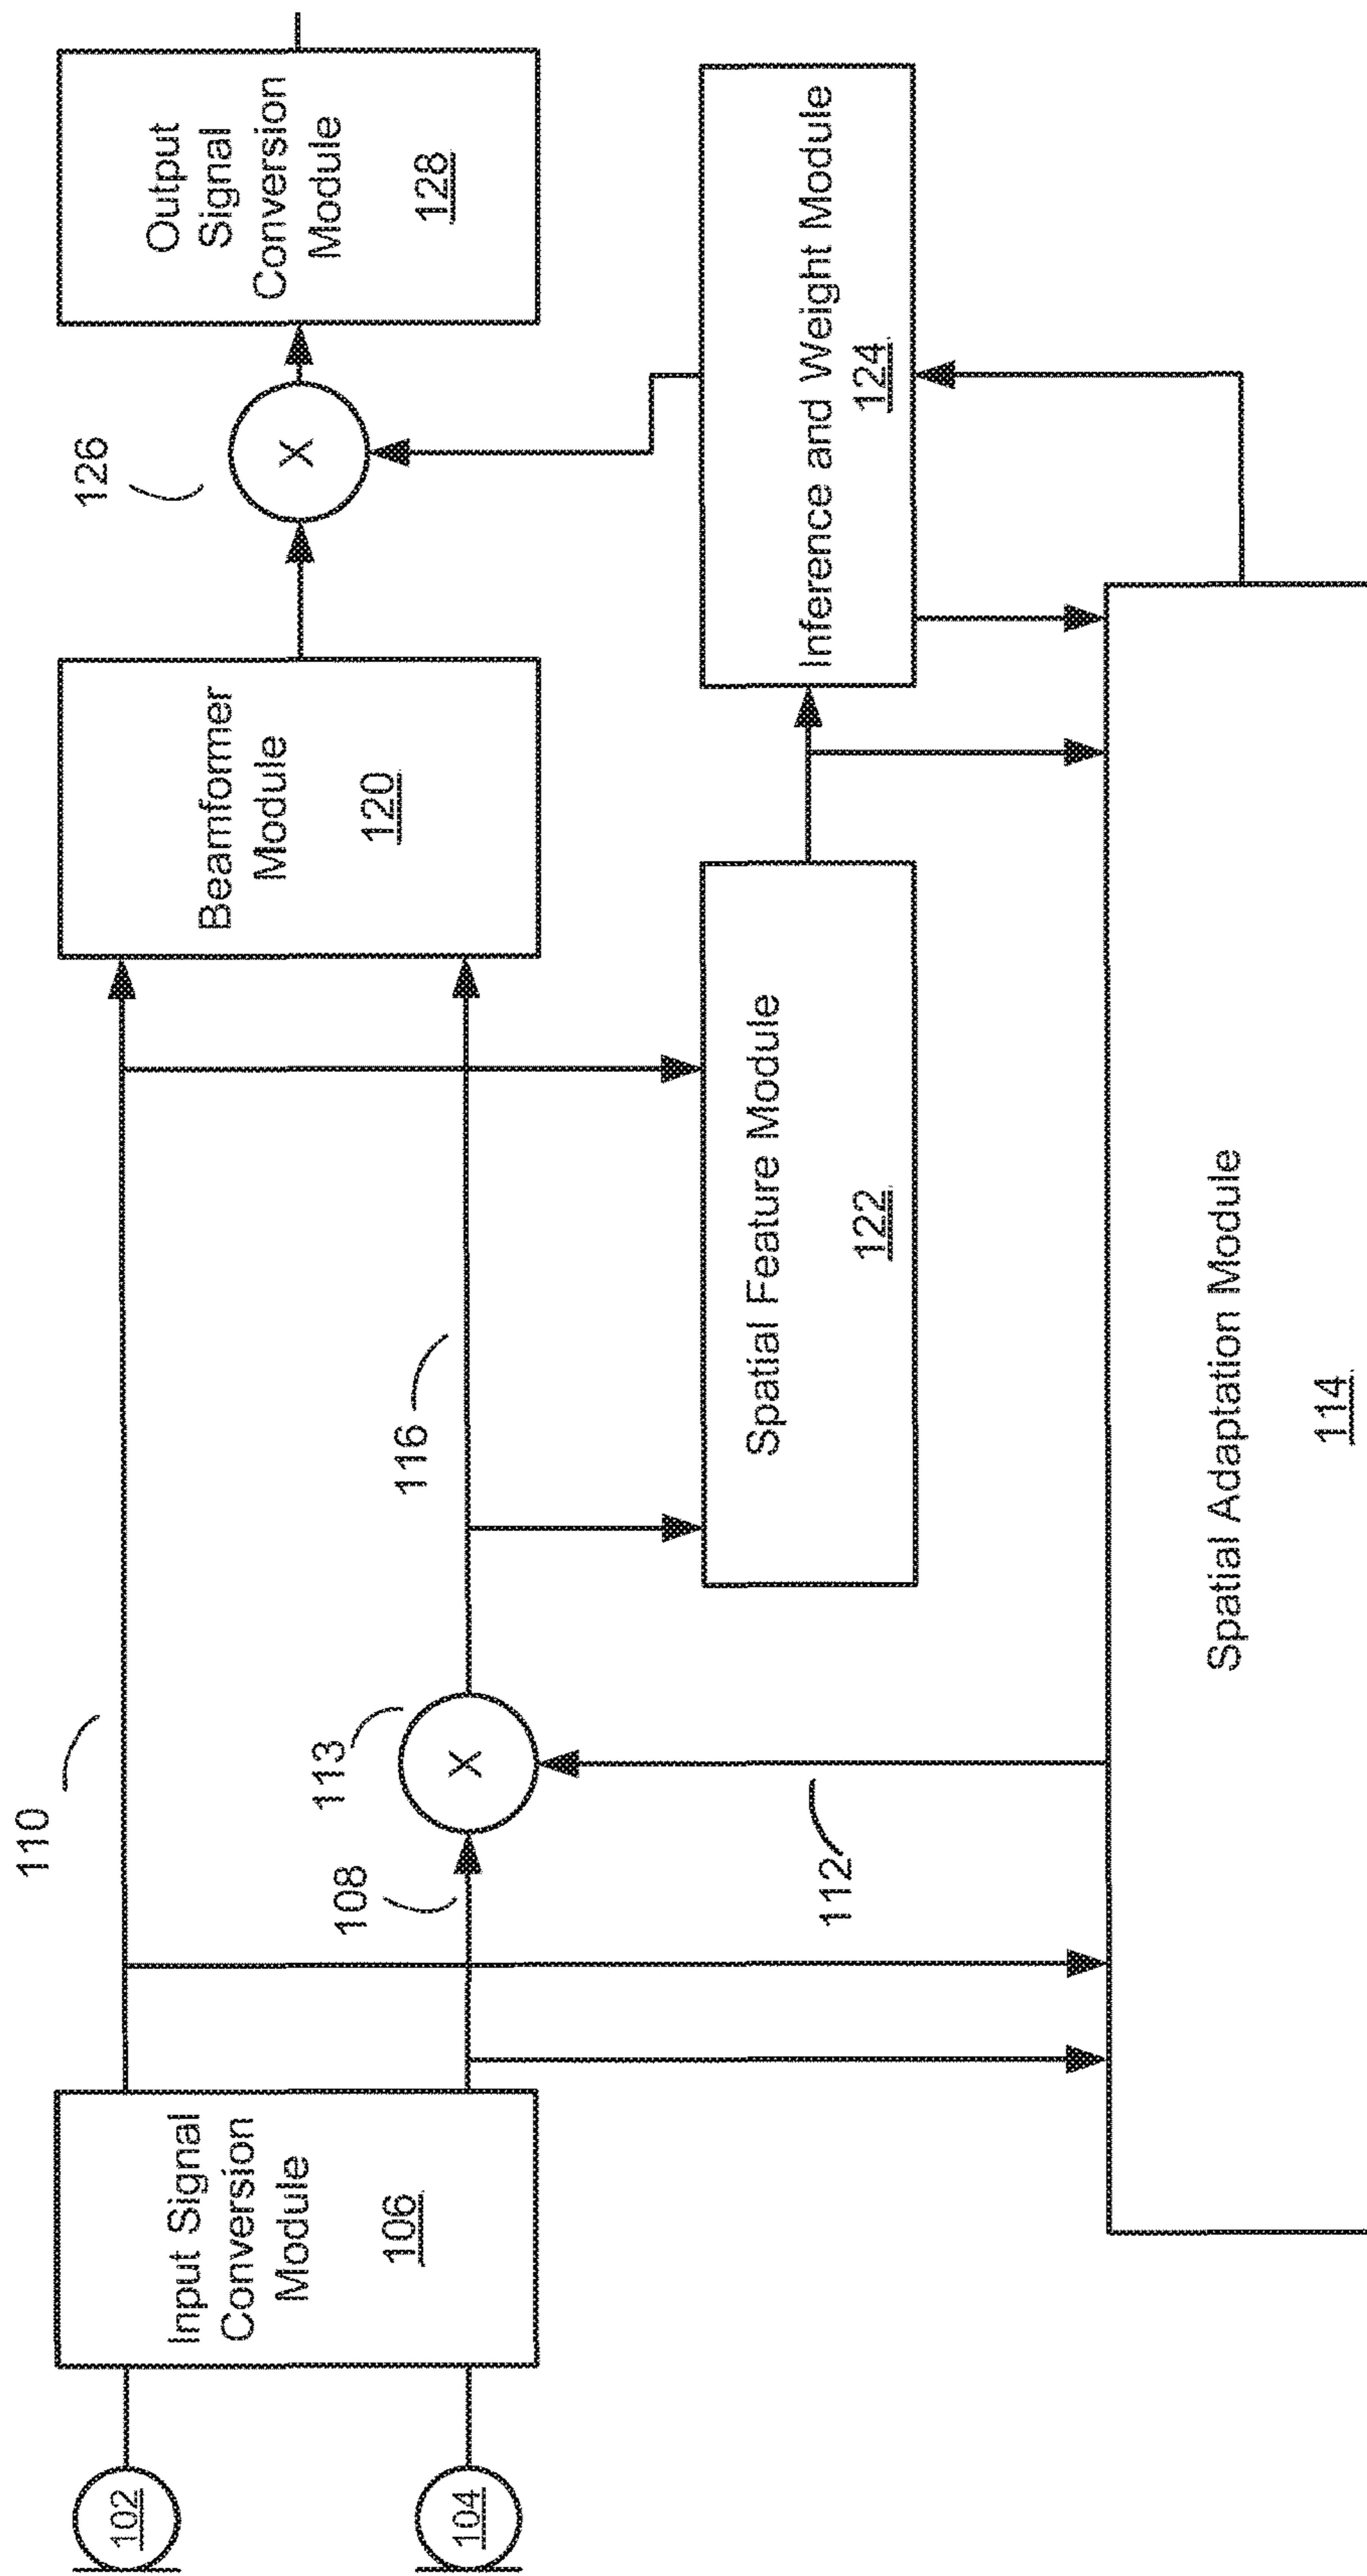 110
126
Input Signal
Conversion
Module
106
Beamfomer
Module
120
Output
Signal
Conversion
Module
128
102
104
108
113
116
112
Spatial Feature Module
122
Inference and Weight Module
124
Spatial Adaptation Module
114